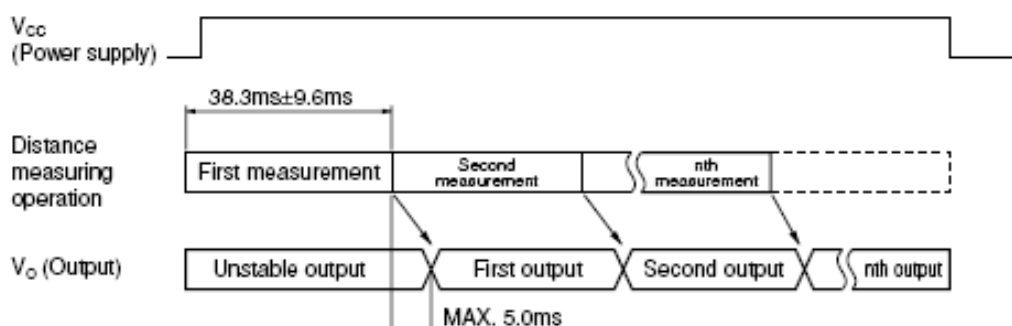 Vcc
(Power supply)
38.3ms±9.6ms
Distance
measuring
operation
First measurement
Second
measurement
nth
measurement
Vo (Output)
Unstable output
First output
Second output
nth output
MAX. 5.0ms